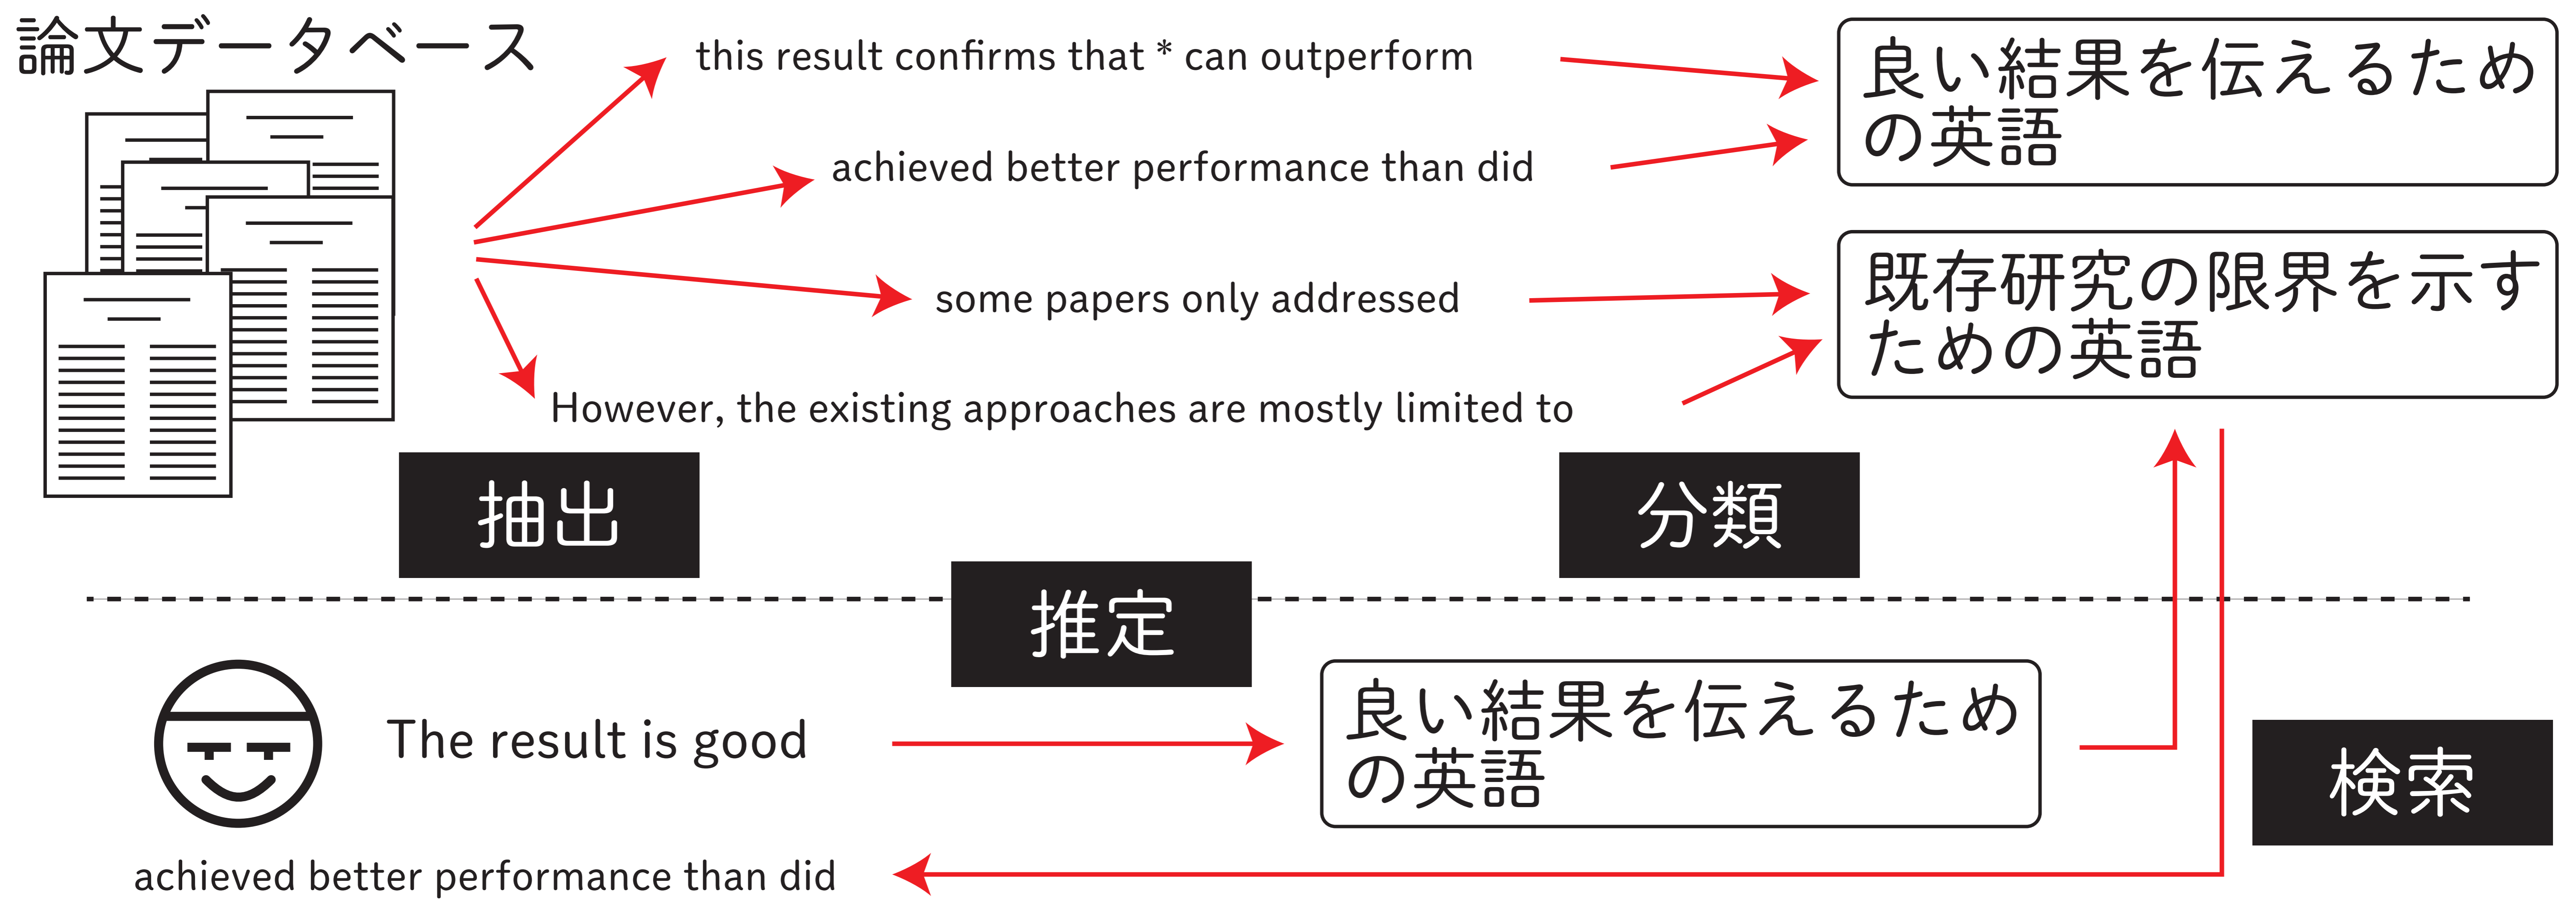 論文データベース
this result confirms that * can outperform
achieved better performance than did
some papers only addressed
However, the existing approaches are mostly limited to
良い結果を伝えるため
の英語
既存研究の限界を示す
ための英語
抽出
分類
推定
The result is good
良い結果を伝えるため
の英語
検索
achieved better performance than did